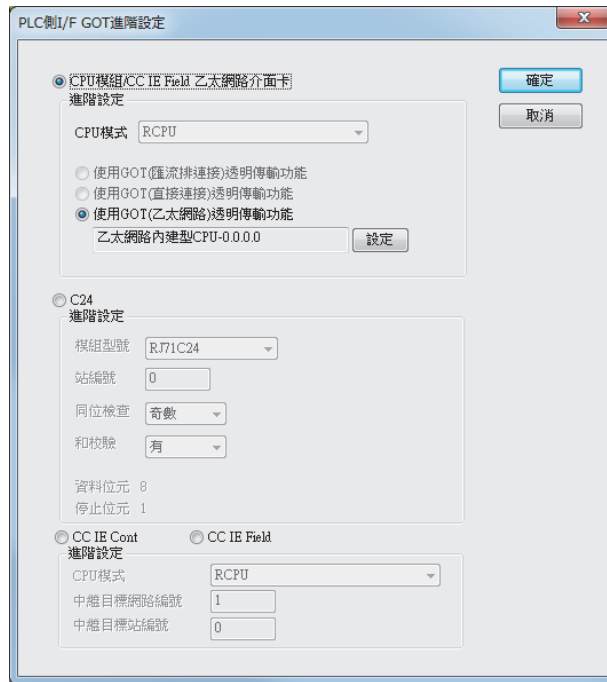 PLC側I/F GOT進階設定
CPU模組/CC IE Field 乙太網路介面卡
確定
進階設定
取消
CPU模式 RCPU
使用GOT(匯流排連接)透明傳輸功能
使用GOT(直接連接)透明傳輸功能
使用GOT(乙太網路)透明傳輸功能
乙太網路內建型CPU-0.0.0.0 設定
C24
進階設定
模組型號 RJ71C24
站編號 0
同位檢查 奇數
和校驗 有
資料位元 8
停止位元 1
CC IE Cont CC IE Field
進階設定
CPU模式 RCPU
中繼目標網路編號 1
中繼目標站編號 0